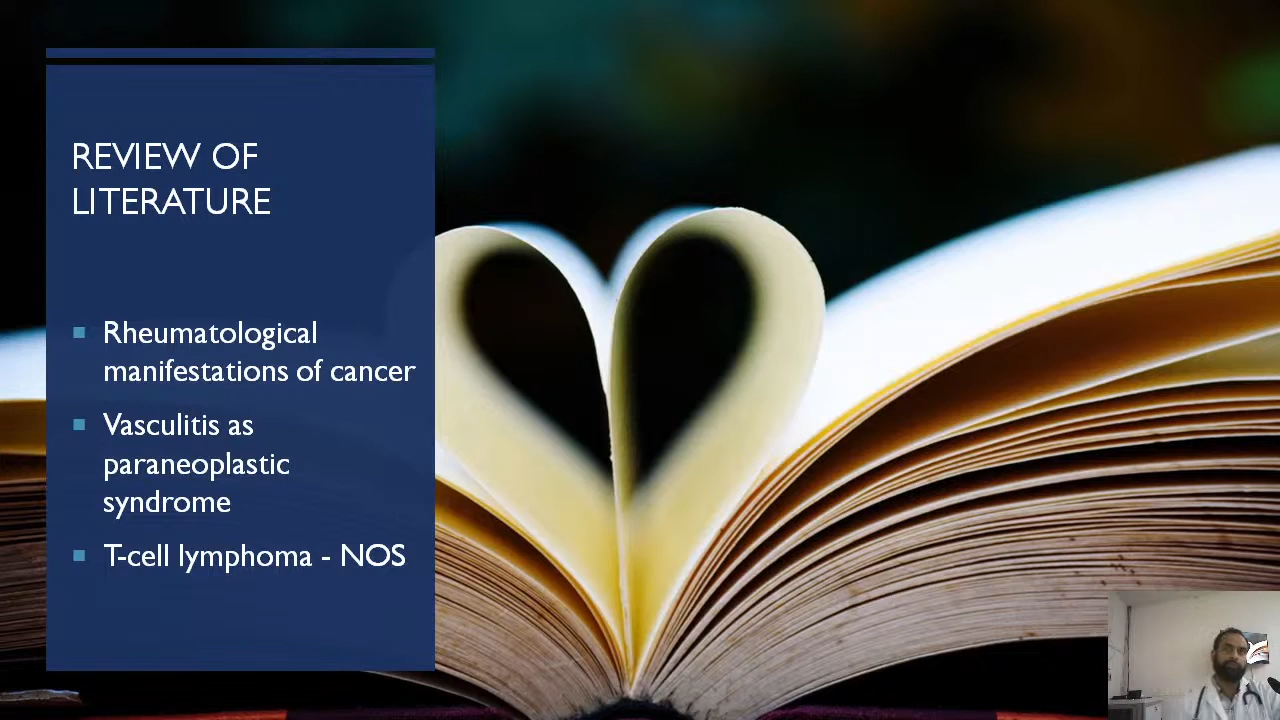 REVIEW OF
LITERATURE
Rheumatological
manifestations of cancer
Vasculitis as
paraneoplastic
syndrome
T-cell lymphoma - NOS